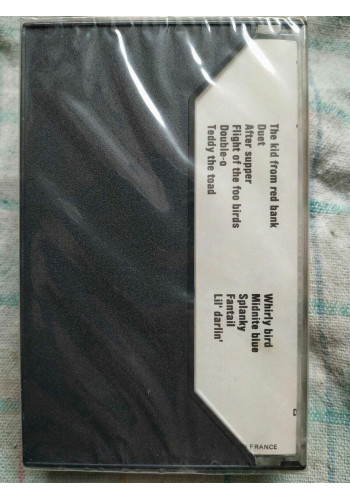 The kid from red bank
Duet
After supper
Flight of the foo birds
Double-o
Teddy the toad
Whirly bird
Midnite blue
Splanky
Fantail
Lil' darlin'
FRANCE